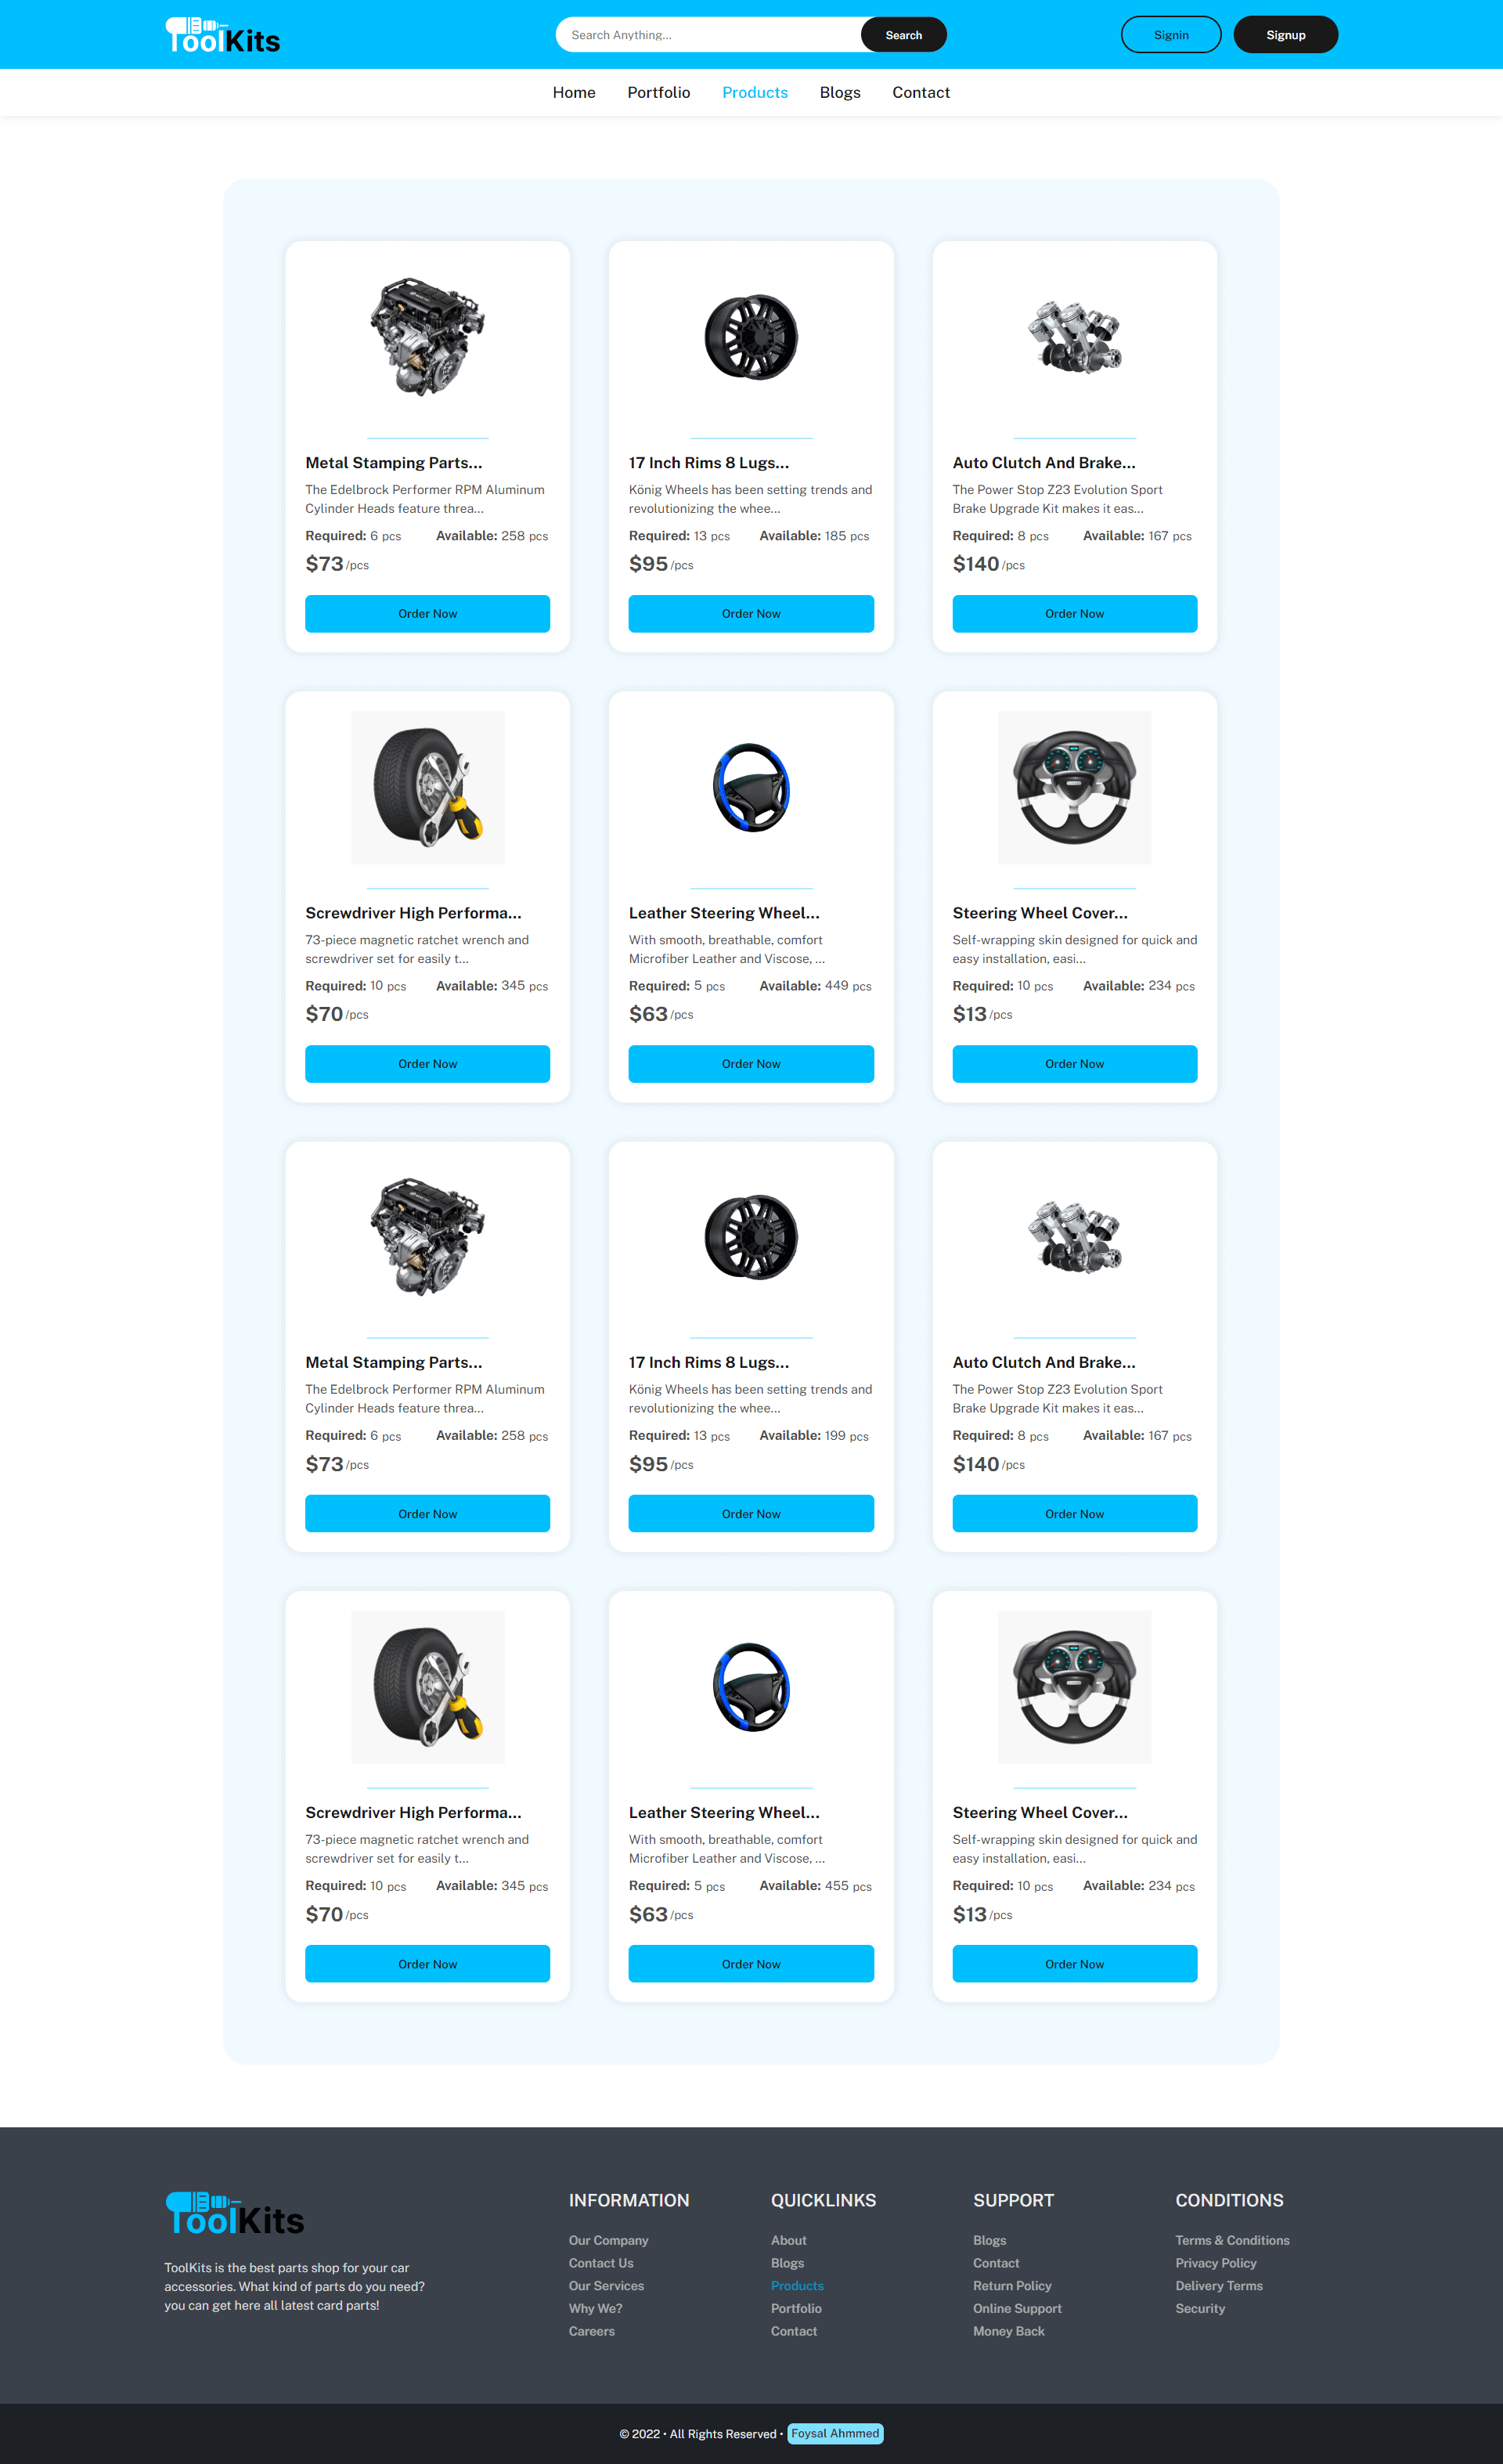 ToolKits
Search Anything...
Search
Signin
Signup
Home
Portfolio
Products
Blogs
Contact
Metal Stamping Parts...
The Edelbrock Performer RPM Aluminum
Cylinder Heads feature threa...
Required: 6 pcs
Available: 258 pcs
$73 /pcs
Order Now
17 Inch Rims 8 Lugs...
König Wheels has been setting trends and
revolutionizing the whee...
Required: 13 pcs
Available: 185 pcs
$95 /pcs
Order Now
Auto Clutch And Brake...
The Power Stop Z23 Evolution Sport
Brake Upgrade Kit makes it eas...
Required: 8 pcs
Available: 167 pcs
$140 /pcs
Order Now
Screwdriver High Performa...
73-piece magnetic ratchet wrench and
screwdriver set for easily t...
Required: 10 pcs
Available: 345 pcs
$70 /pcs
Order Now
Leather Steering Wheel...
With smooth, breathable, comfort
Microfiber Leather and Viscose, ...
Required: 5 pcs
Available: 449 pcs
$63 /pcs
Order Now
Steering Wheel Cover...
Self-wrapping skin designed for quick and
easy installation, easi...
Required: 10 pcs
Available: 234 pcs
$13 /pcs
Order Now
Metal Stamping Parts...
The Edelbrock Performer RPM Aluminum
Cylinder Heads feature threa...
Required: 6 pcs
Available: 258 pcs
$73 /pcs
Order Now
17 Inch Rims 8 Lugs...
König Wheels has been setting trends and
revolutionizing the whee...
Required: 13 pcs
Available: 199 pcs
$95 /pcs
Order Now
Auto Clutch And Brake...
The Power Stop Z23 Evolution Sport
Brake Upgrade Kit makes it eas...
Required: 8 pcs
Available: 167 pcs
$140 /pcs
Order Now
Screwdriver High Performa...
73-piece magnetic ratchet wrench and
screwdriver set for easily t...
Required: 10 pcs
Available: 345 pcs
$70 /pcs
Order Now
Leather Steering Wheel...
With smooth, breathable, comfort
Microfiber Leather and Viscose, ...
Required: 5 pcs
Available: 455 pcs
$63 /pcs
Order Now
Steering Wheel Cover...
Self-wrapping skin designed for quick and
easy installation, easi...
Required: 10 pcs
Available: 234 pcs
$13 /pcs
Order Now
ToolKits
ToolKits is the best parts shop for your car
accessories. What kind of parts do you need?
you can get here all latest card parts!
INFORMATION
Our Company
Contact Us
Our Services
Why We?
Careers
QUICKLINKS
About
Blogs
Products
Portfolio
Contact
SUPPORT
Blogs
Contact
Return Policy
Online Support
Money Back
CONDITIONS
Terms & Conditions
Privacy Policy
Delivery Terms
Security
© 2022 • All Rights Reserved • Foysal Ahmmed